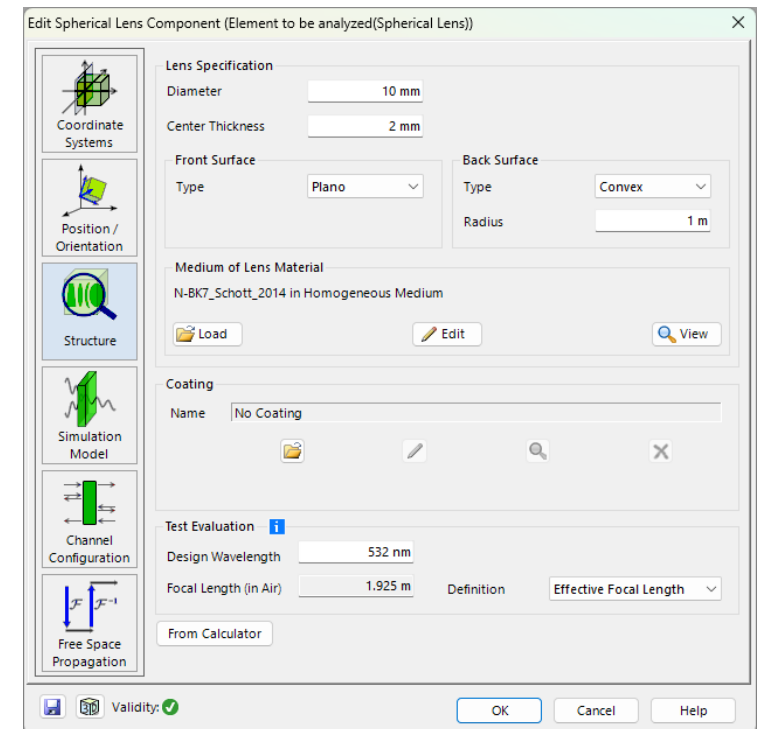 Edit Spherical Lens Component (Element to be analyzed(Spherical Lens))
Coordinate
Systems
Position /
Orientation
Structure
Simulation
Model
Channel
Configuration
ℱ ℱ⁻¹
Free Space
Propagation
Lens Specification
Diameter 10 mm
Center Thickness 2 mm
Front Surface
Type Plano
Back Surface
Type Convex
Radius 1 m
Medium of Lens Material
N-BK7_Schott_2014 in Homogeneous Medium
Load Edit View
Coating
Name No Coating
Test Evaluation i
Design Wavelength 532 nm
Focal Length (in Air) 1.925 m Definition Effective Focal Length
From Calculator
3D Validity: OK Cancel Help